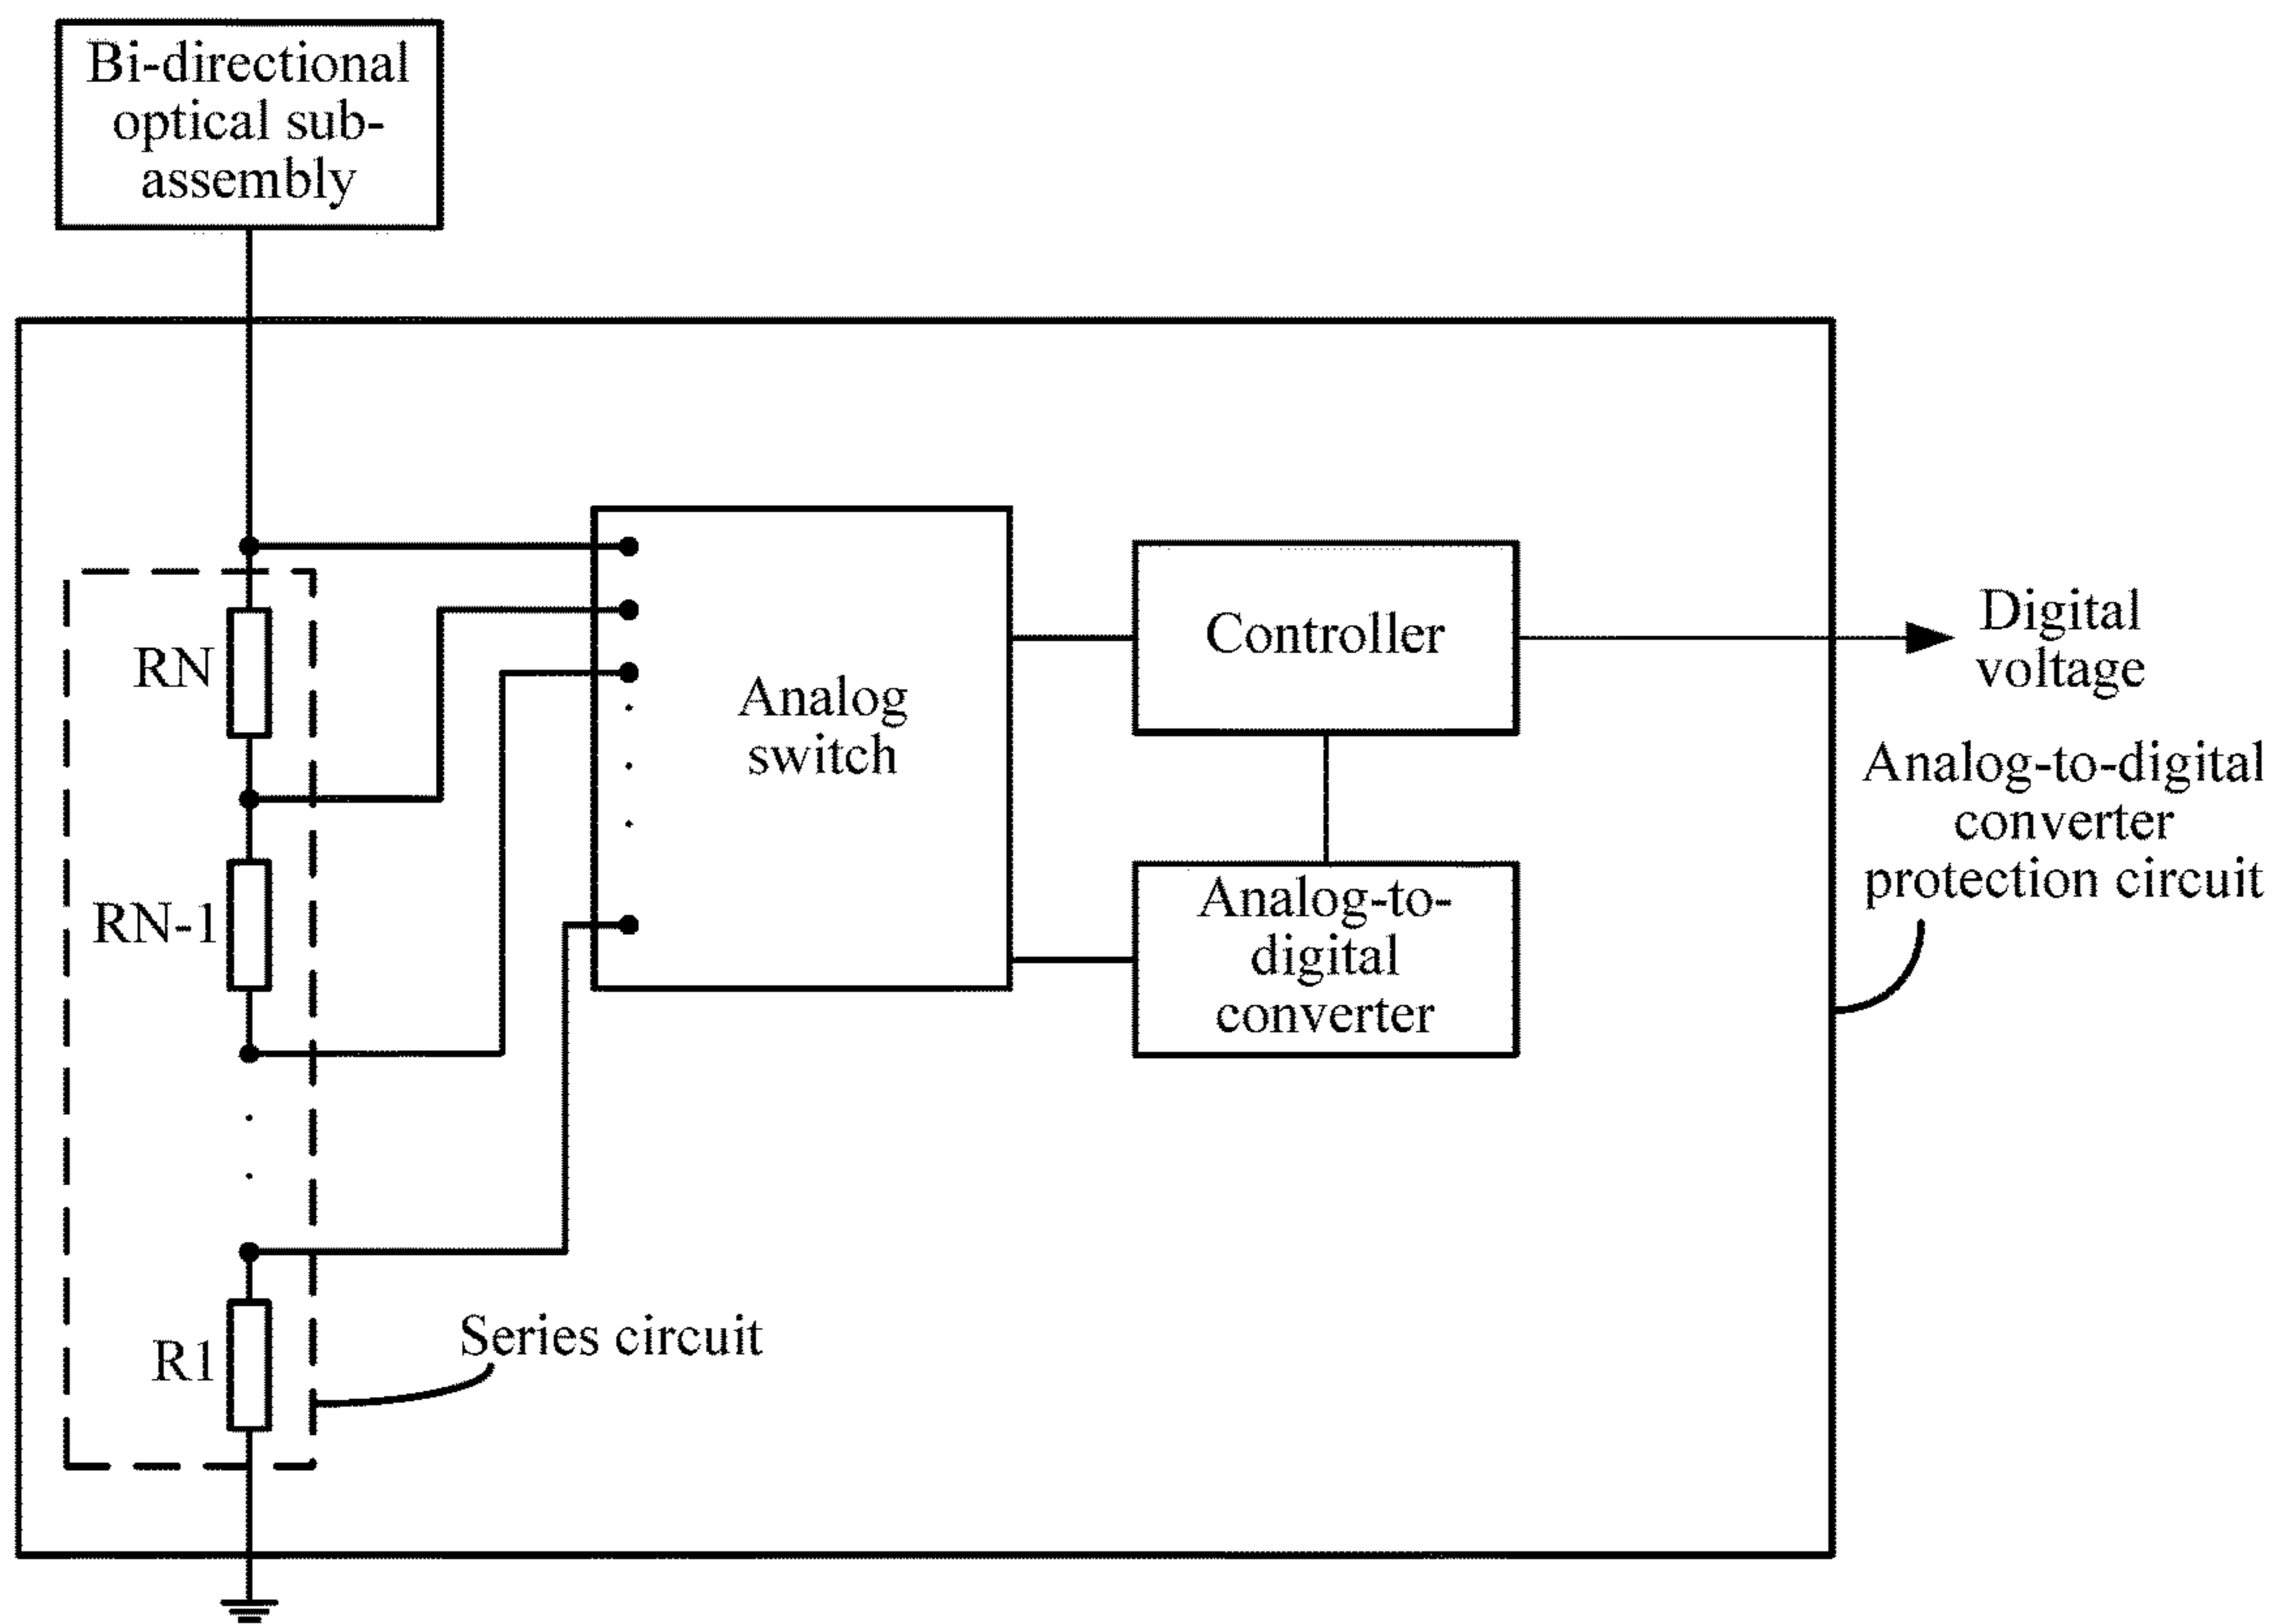 Bi-directional
optical sub-
assembly
RN
RN-1
R1
Series circuit
Analog
switch
Controller
Analog-to-
digital
converter
Digital
voltage
Analog-to-digital
converter
protection circuit